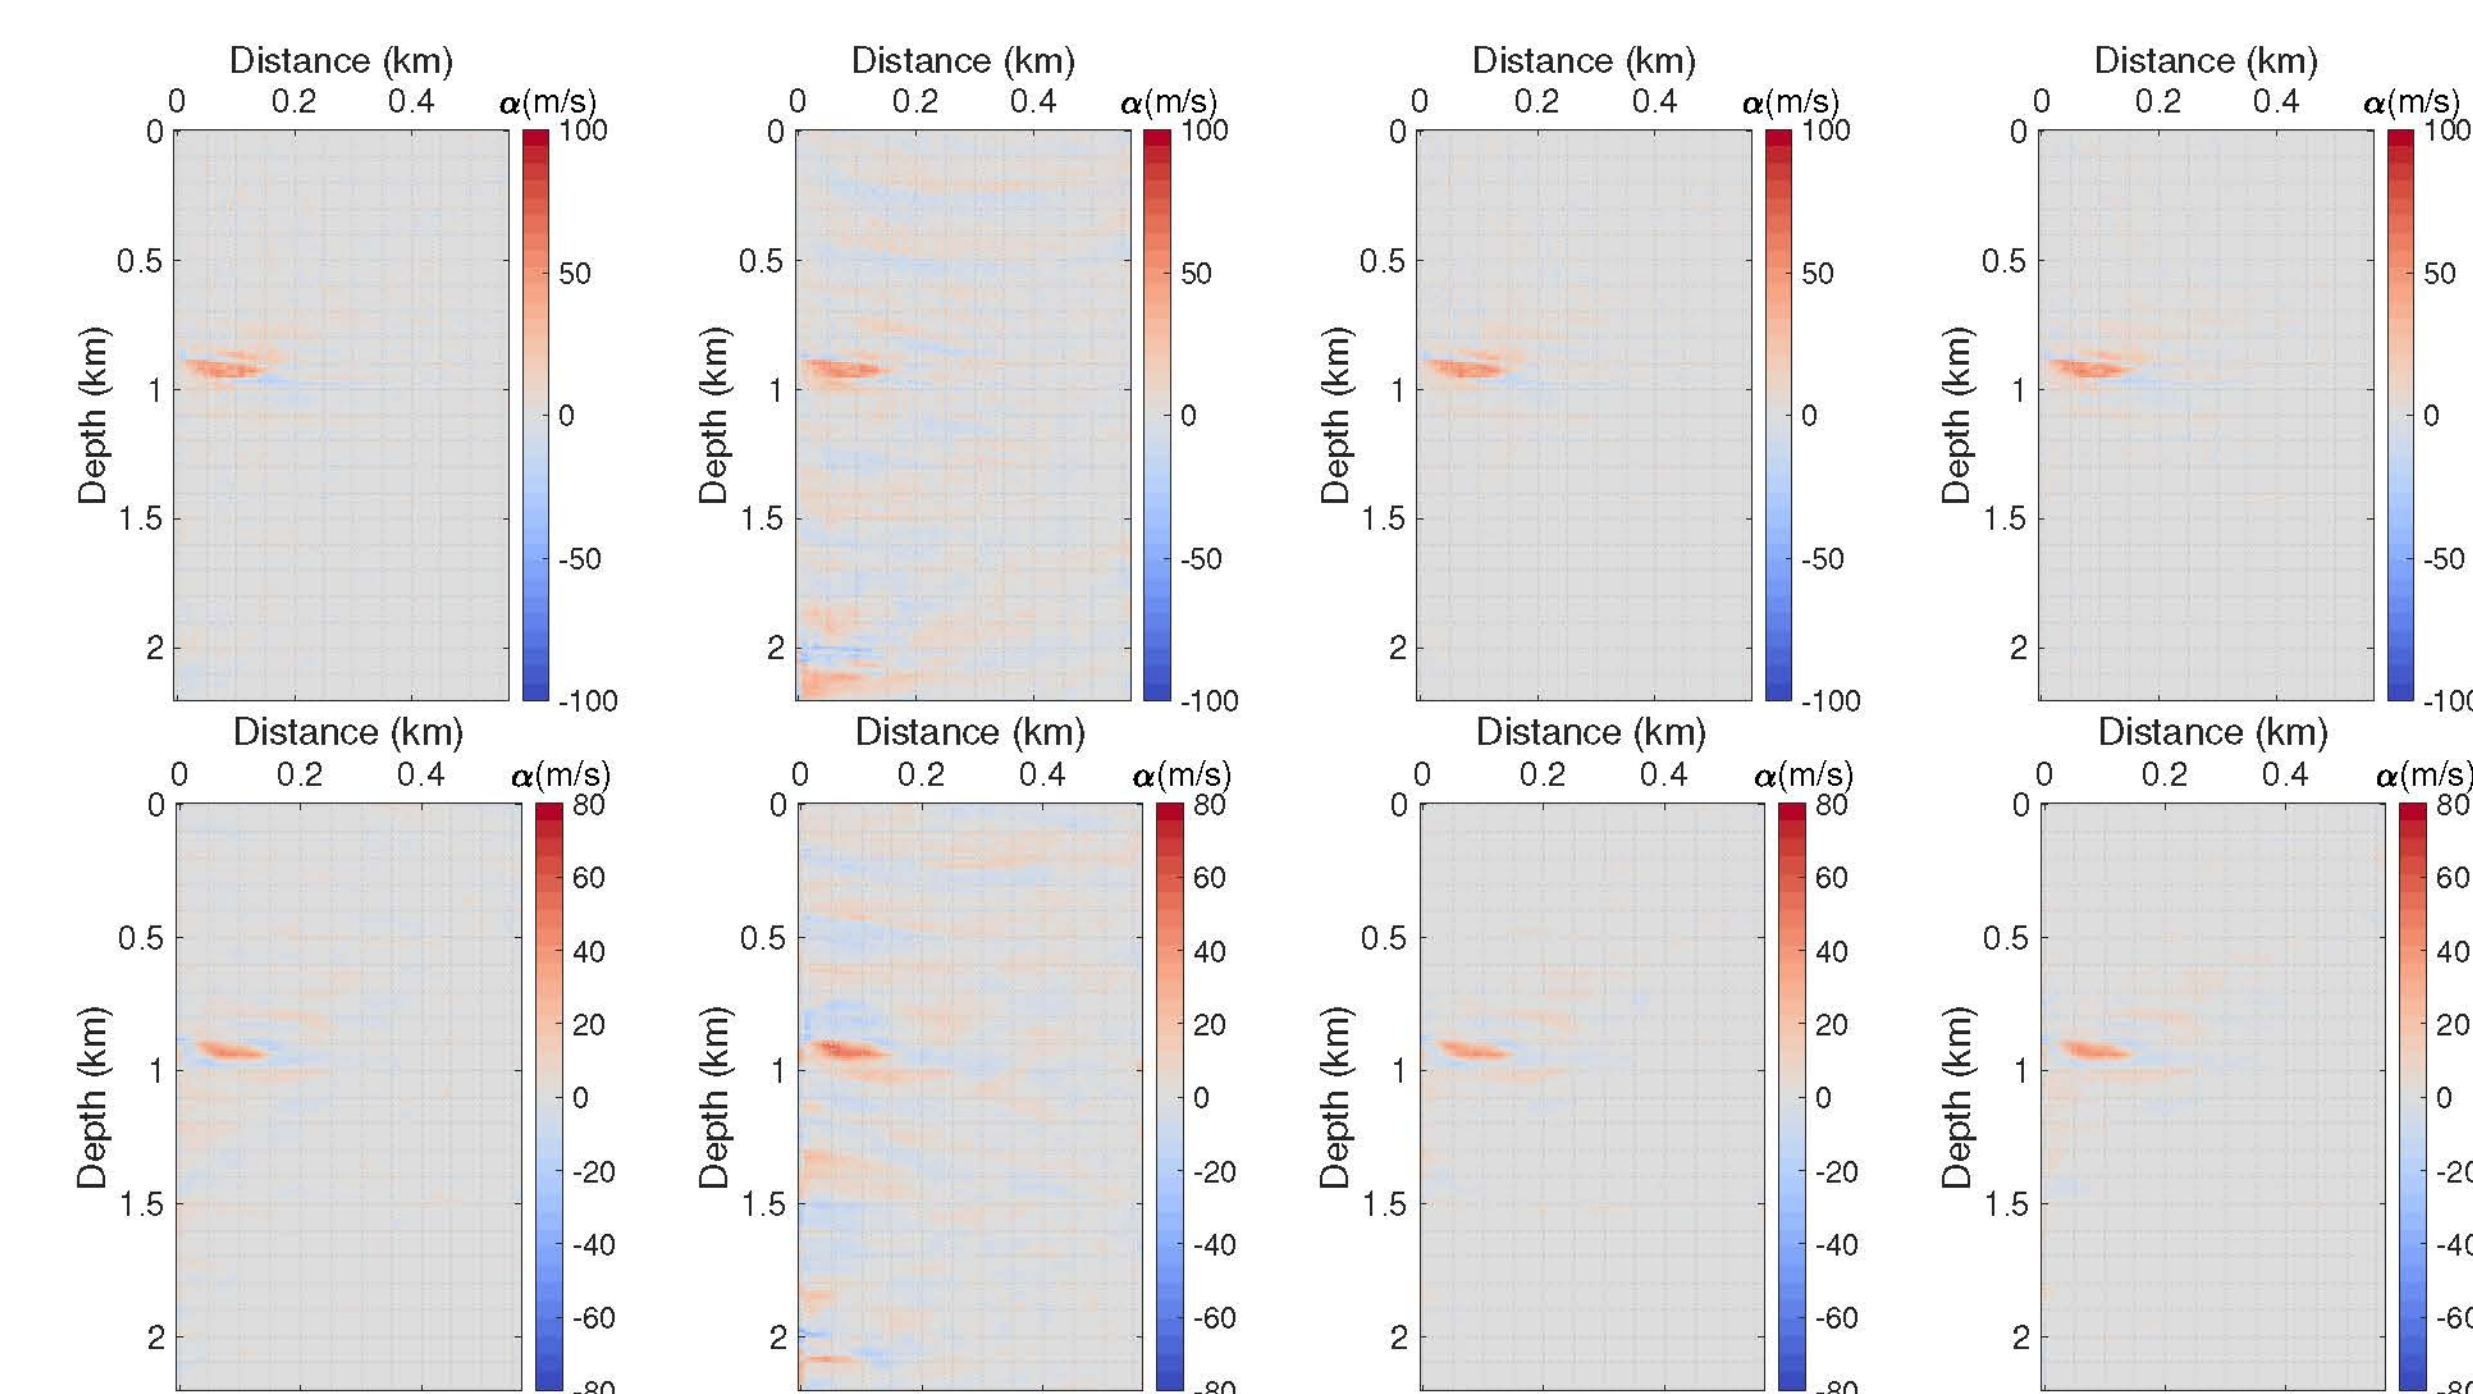 Distance (km) Distance (km) Distance (km) Distance (km)
0 0.2 0.4 α(m/s) 0 0.2 0.4 α(m/s) 0 0.2 0.4 α(m/s) 0 0.2 0.4 α(m/s)
0 100 0 100 0 100 0 100
0.5 50 0.5 50 0.5 50 0.5 50
Depth (km) Depth (km) Depth (km) Depth (km)
1 0 1 0 1 0 1 0
1.5 -50 1.5 -50 1.5 -50 1.5 -50
2 2 2 2
-100 -100 -100 -100
Distance (km) Distance (km) Distance (km) Distance (km)
0 0.2 0.4 α(m/s) 0 0.2 0.4 α(m/s) 0 0.2 0.4 α(m/s) 0 0.2 0.4 α(m/s)
0 80 0 80 0 80 0 80
60 60 60 60
0.5 40 0.5 40 0.5 40 0.5 40
20 20 20 20
Depth (km) Depth (km) Depth (km) Depth (km)
1 0 1 0 1 0 1 0
-20 -20 -20 -20
1.5 -40 1.5 -40 1.5 -40 1.5 -40
2 -60 2 -60 2 -60 2 -60
-80 -80 -80 -80